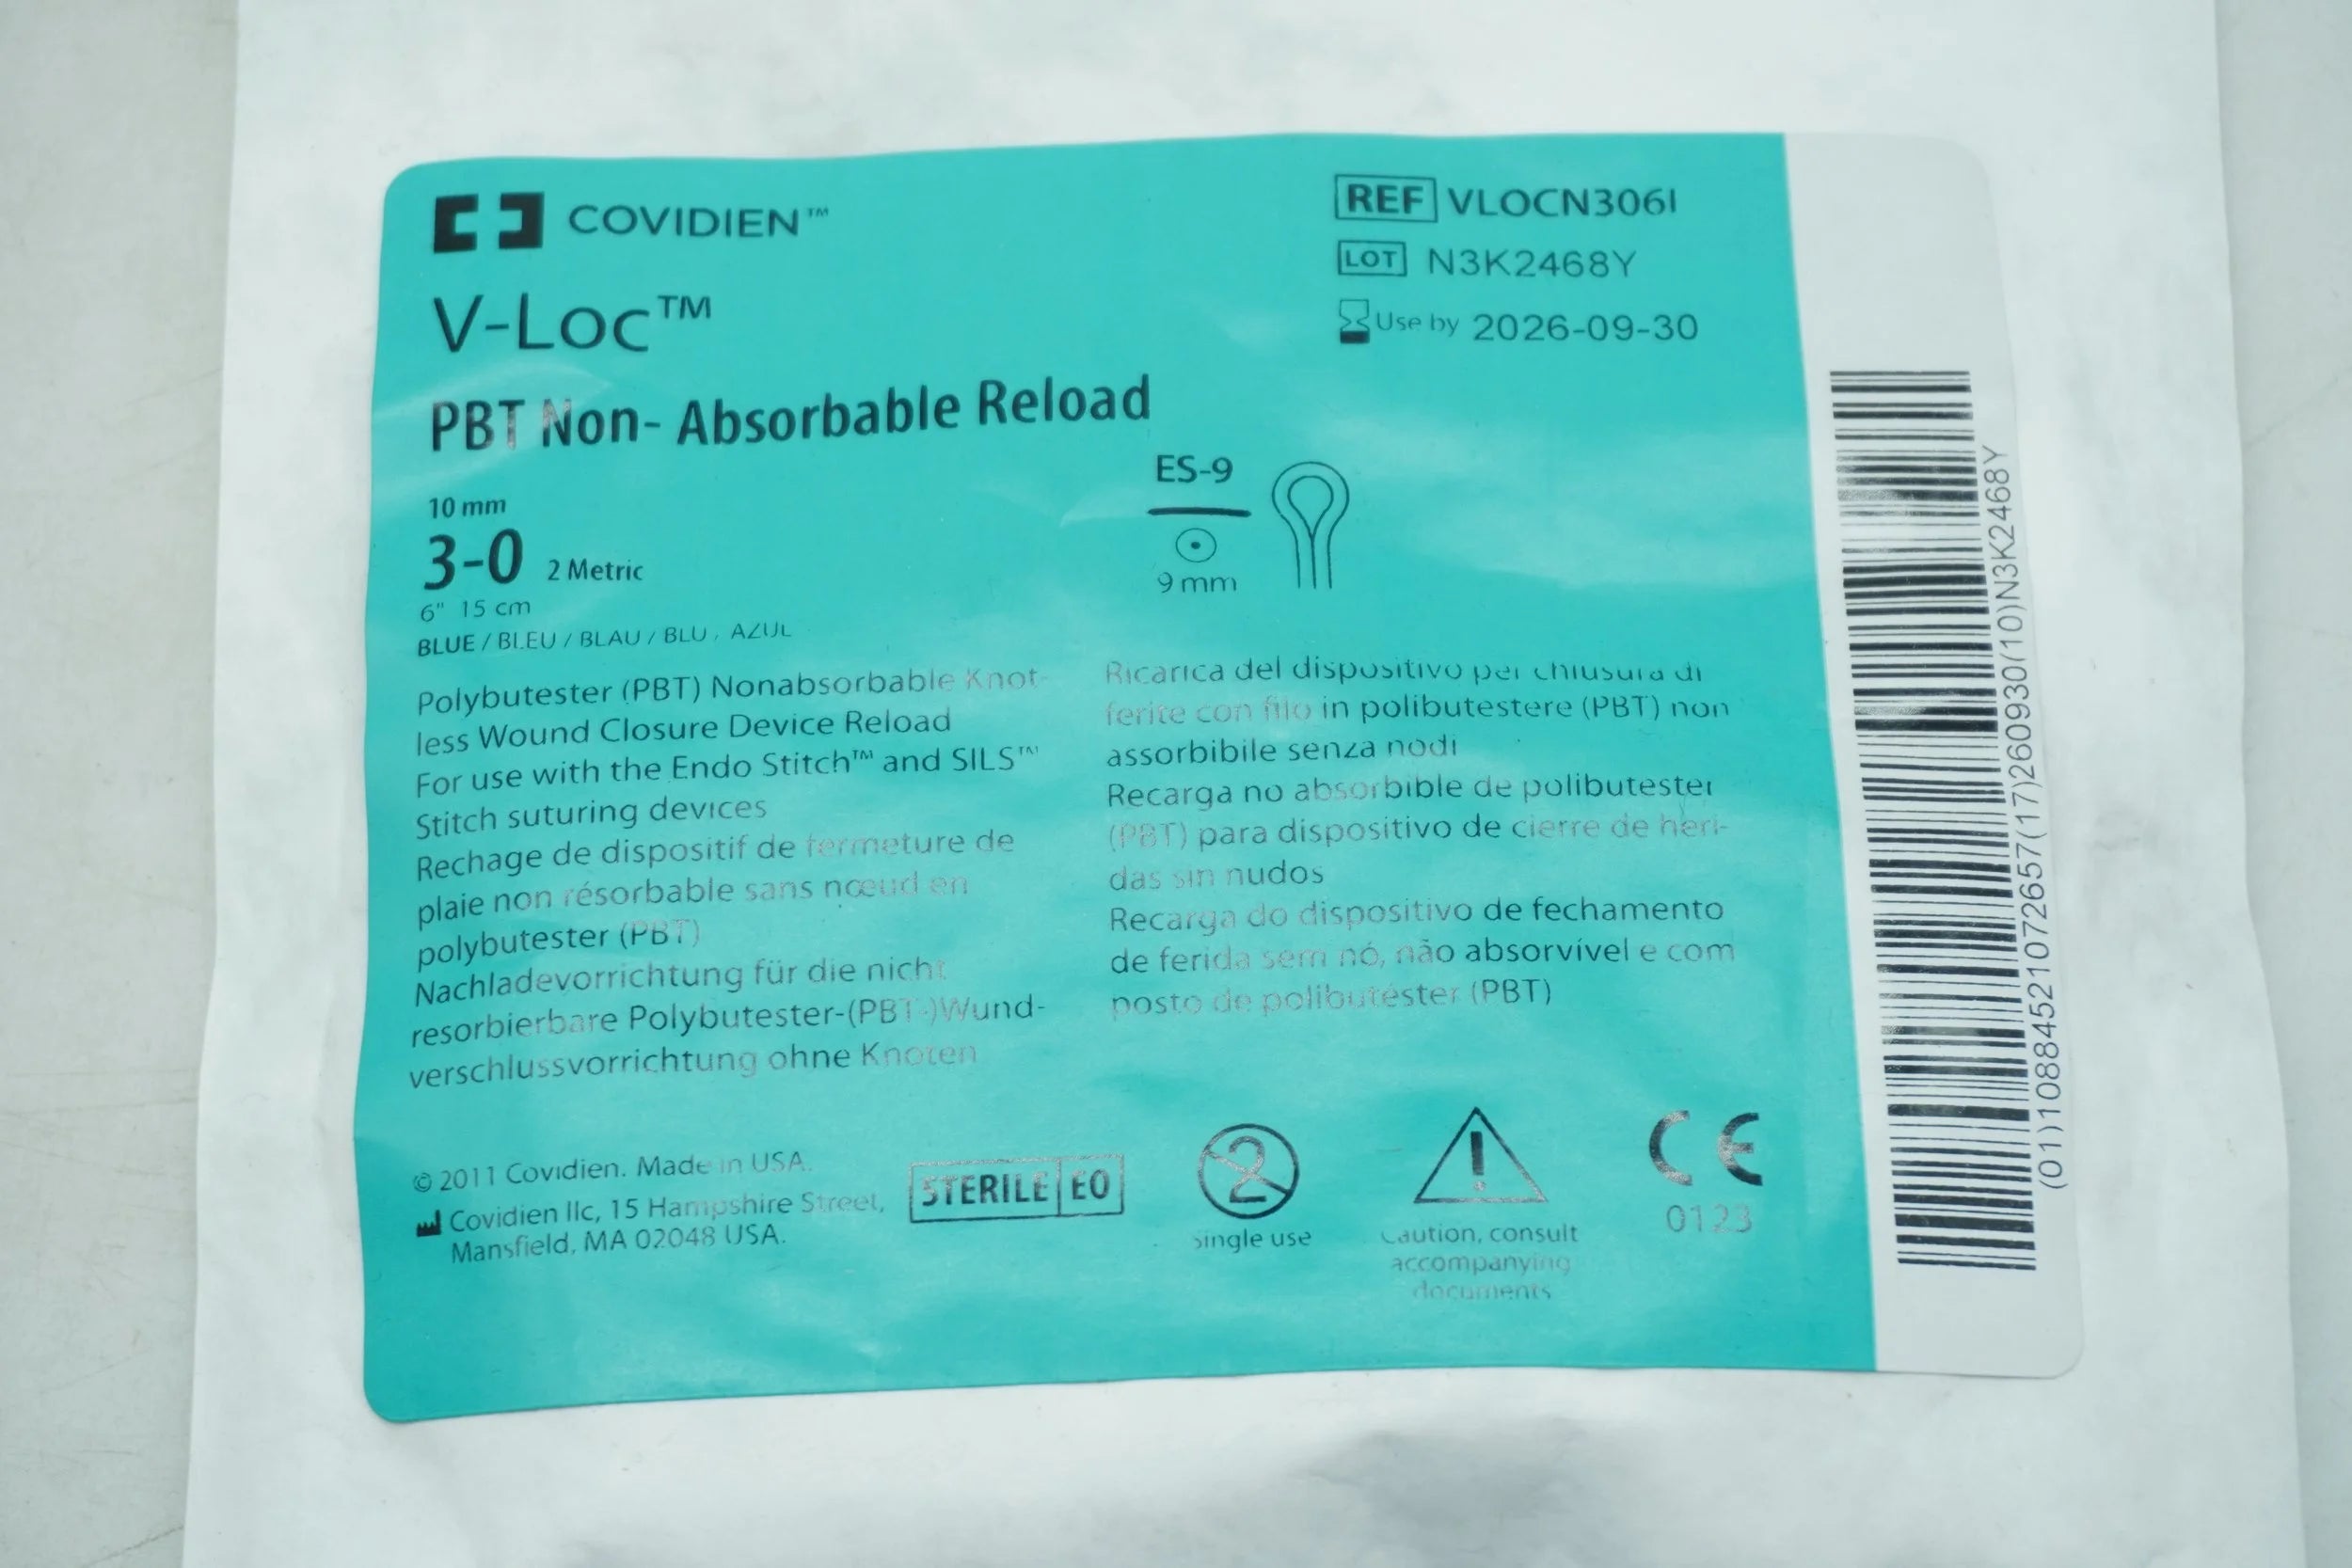 COVIDIEN™
V-Loc™
PBT Non- Absorbable Reload
10 mm
3-0 2 Metric
6" 15 cm
BLUE / BLEU / BLAU / BLU , AZUL
REF VLOCN306I
LOT N3K2468Y
Use by 2026-09-30
ES-9
9 mm
Polybutester (PBT) Nonabsorbable Knot-
less Wound Closure Device Reload
For use with the Endo Stitch™ and SILS™
Stitch suturing devices
Rechage de dispositif de fermeture de
plaie non résorbable sans nœud en
polybutester (PBT)
Nachladevorrichtung für die nicht
resorbierbare Polybutester-(PBT-)Wund-
verschlussvorrichtung ohne Knoten
Ricarica del dispositivo per chiusura di
ferite con filo in polibutestere (PBT) non
assorbibile senza nodi
Recarga no absorbible de polibutester
(PBT) para dispositivo de cierre de heri-
das sin nudos
Recarga do dispositivo de fechamento
de ferida sem nó, não absorvível e com
posto de polibutéster (PBT)
© 2011 Covidien. Made in USA.
Covidien llc, 15 Hampshire Street,
Mansfield, MA 02048 USA.
STERILE EO
2
single use
!
Caution, consult
accompanying
documents
CE
0123
(01)10884521072657(17)260930(10)N3K2468Y